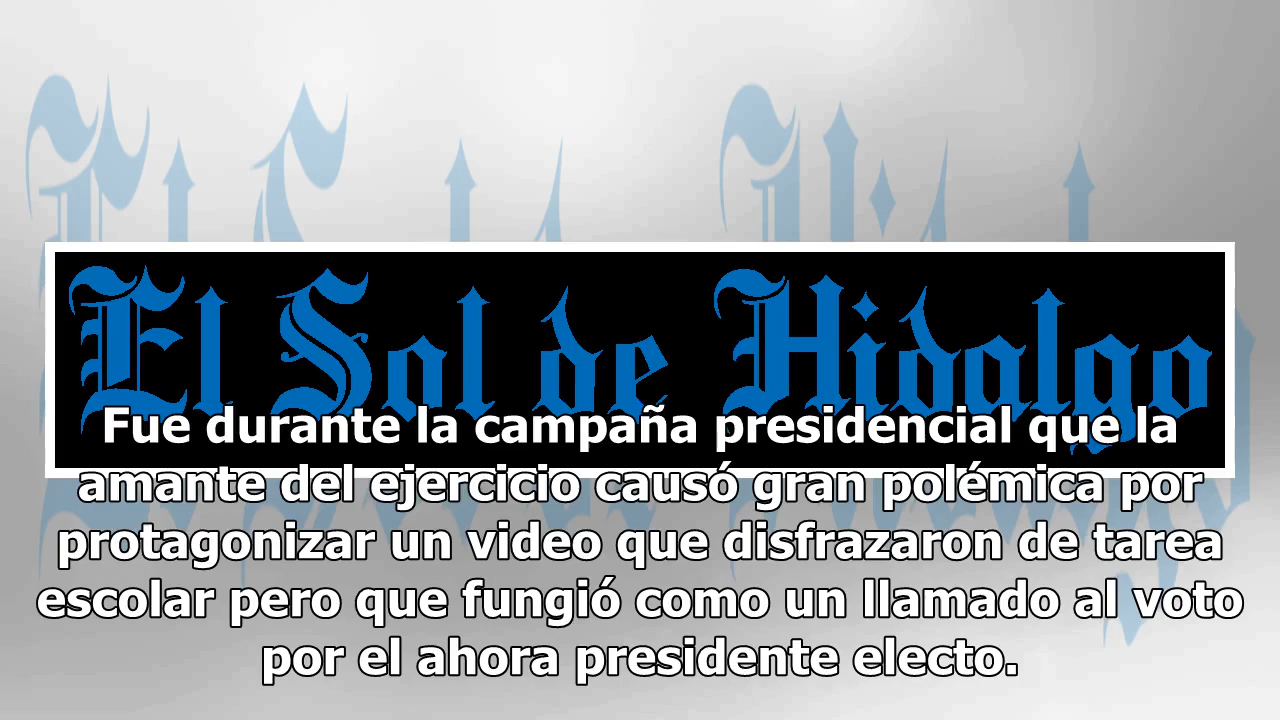 El Sol de Hidalgo
Fue durante la campaña presidencial que la
amante del ejercicio causó gran polémica por
protagonizar un video que disfrazaron de tarea
escolar pero que fungió como un llamado al voto
por el ahora presidente electo.